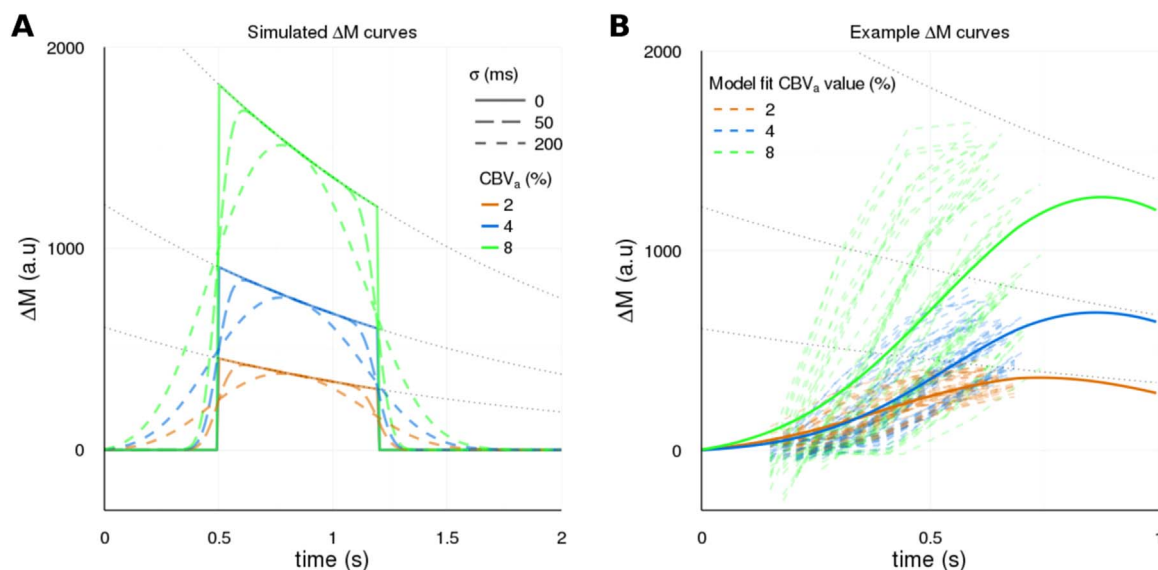 A
Simulated ΔM curves
2000
1000
0
ΔM (a.u)
σ (ms)
0
50
200
CBVa (%)
2
4
8
0
0.5
1
1.5
2
time (s)
B
Example ΔM curves
2000
1000
0
ΔM (a.u)
Model fit CBVa value (%)
2
4
8
0
0.5
1
time (s)